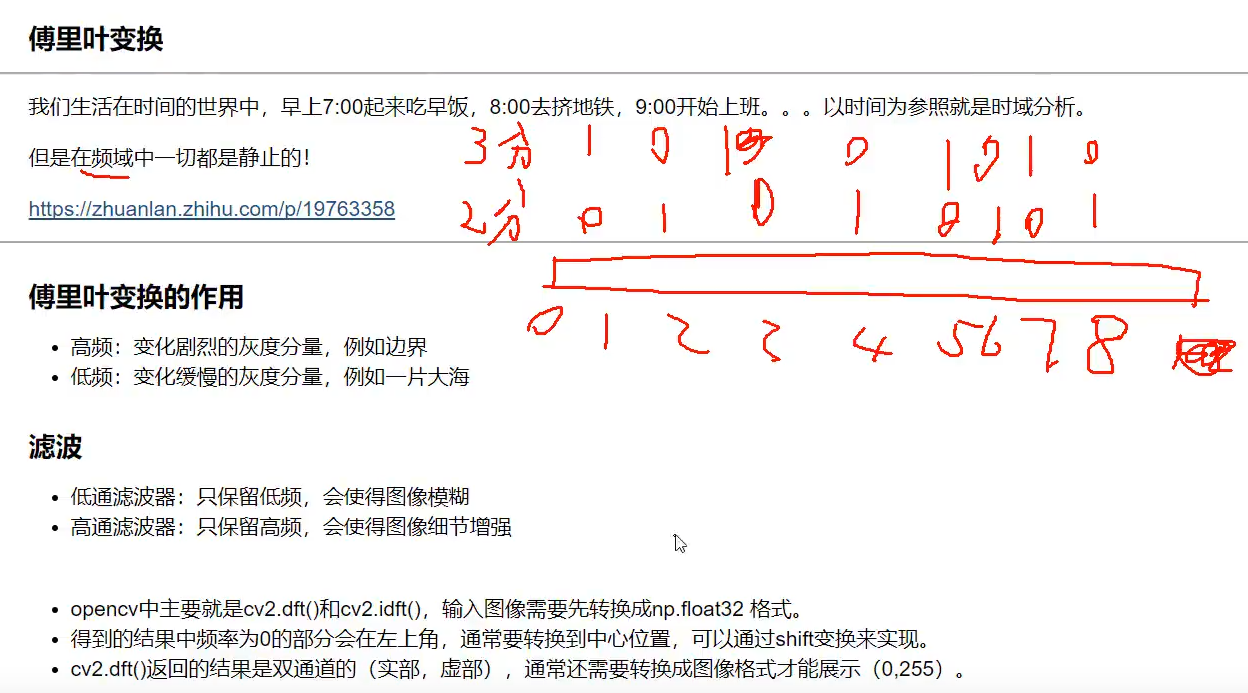 傅里叶变换
我们生活在时间的世界中，早上7:00起来吃早饭，8:00去挤地铁，9:00开始上班。。。以时间为参照就是时域分析。
但是在频域中一切都是静止的！
3分 1 0 1 0 1 0 1 0
https://zhuanlan.zhihu.com/p/19763358
2分 0 1 0 1 0 1 0 1
0 1 2 3 4 5 6 7 8
傅里叶变换的作用
高频：变化剧烈的灰度分量，例如边界
低频：变化缓慢的灰度分量，例如一片大海
滤波
低通滤波器：只保留低频，会使得图像模糊
高通滤波器：只保留高频，会使得图像细节增强
opencv中主要就是cv2.dft()和cv2.idft()，输入图像需要先转换成np.float32 格式。
得到的结果中频率为0的部分会在左上角，通常要转换到中心位置，可以通过shift变换来实现。
cv2.dft()返回的结果是双通道的（实部，虚部），通常还需要转换成图像格式才能展示（0,255）。